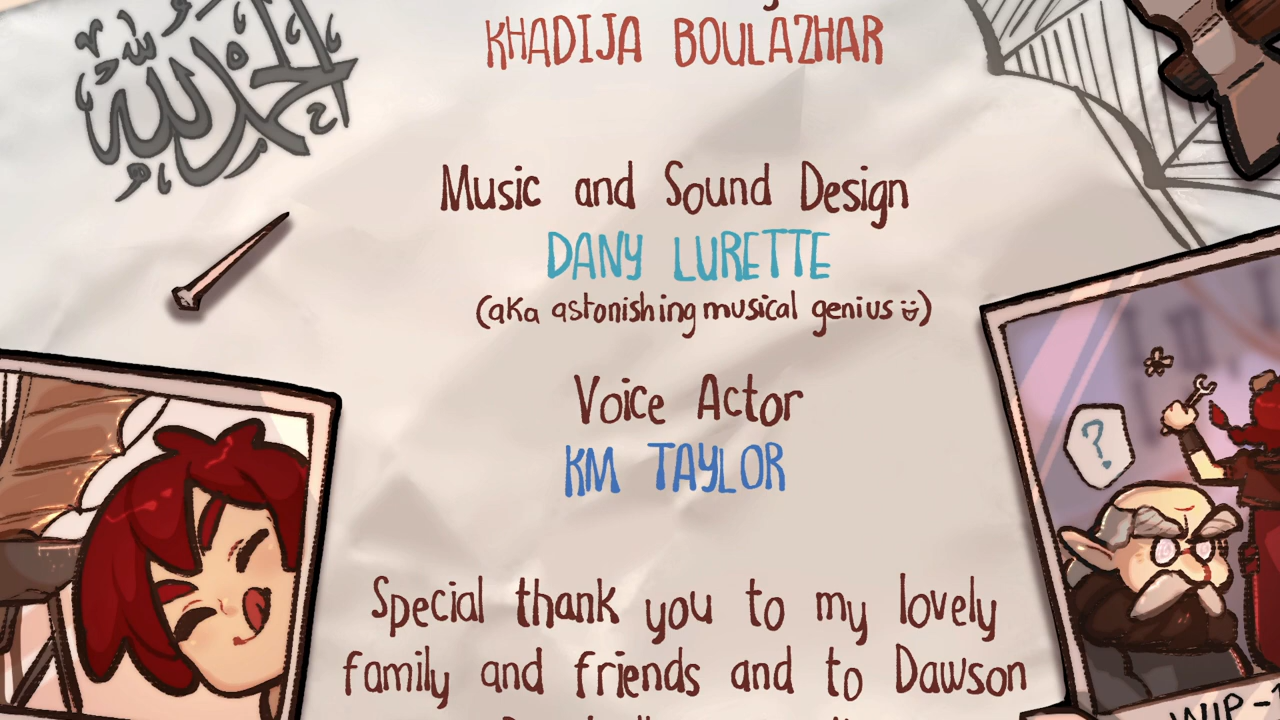 KHADIJA BOULAZHAR
الحمد لله
Music and Sound Design
DANY LURETTE
(aka astonishing musical genius)
Voice Actor
KM TAYLOR
?
Special thank you to my lovely
family and friends and to Dawson
WIP-